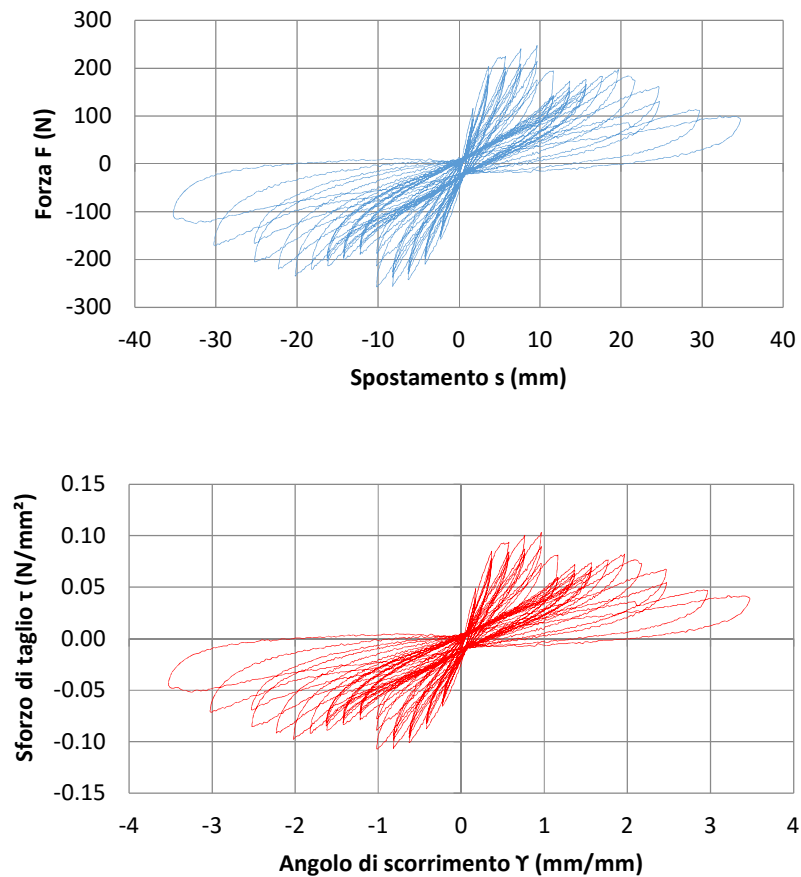 300
200
100
0
-100
-200
-300
Forza F (N)
-40 -30 -20 -10 0 10 20 30 40
Spostamento s (mm)
0.15
0.10
0.05
0.00
-0.05
-0.10
-0.15
Sforzo di taglio τ (N/mm²)
-4 -3 -2 -1 0 1 2 3 4
Angolo di scorrimento ϒ (mm/mm)